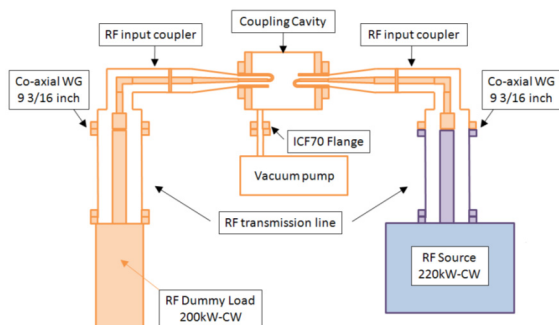 Coupling Cavity
RF input coupler
RF input coupler
Co-axial WG
9 3/16 inch
Co-axial WG
9 3/16 inch
ICF70 Flange
Vacuum pump
RF transmission line
RF Source
220kW-CW
RF Dummy Load
200kW-CW